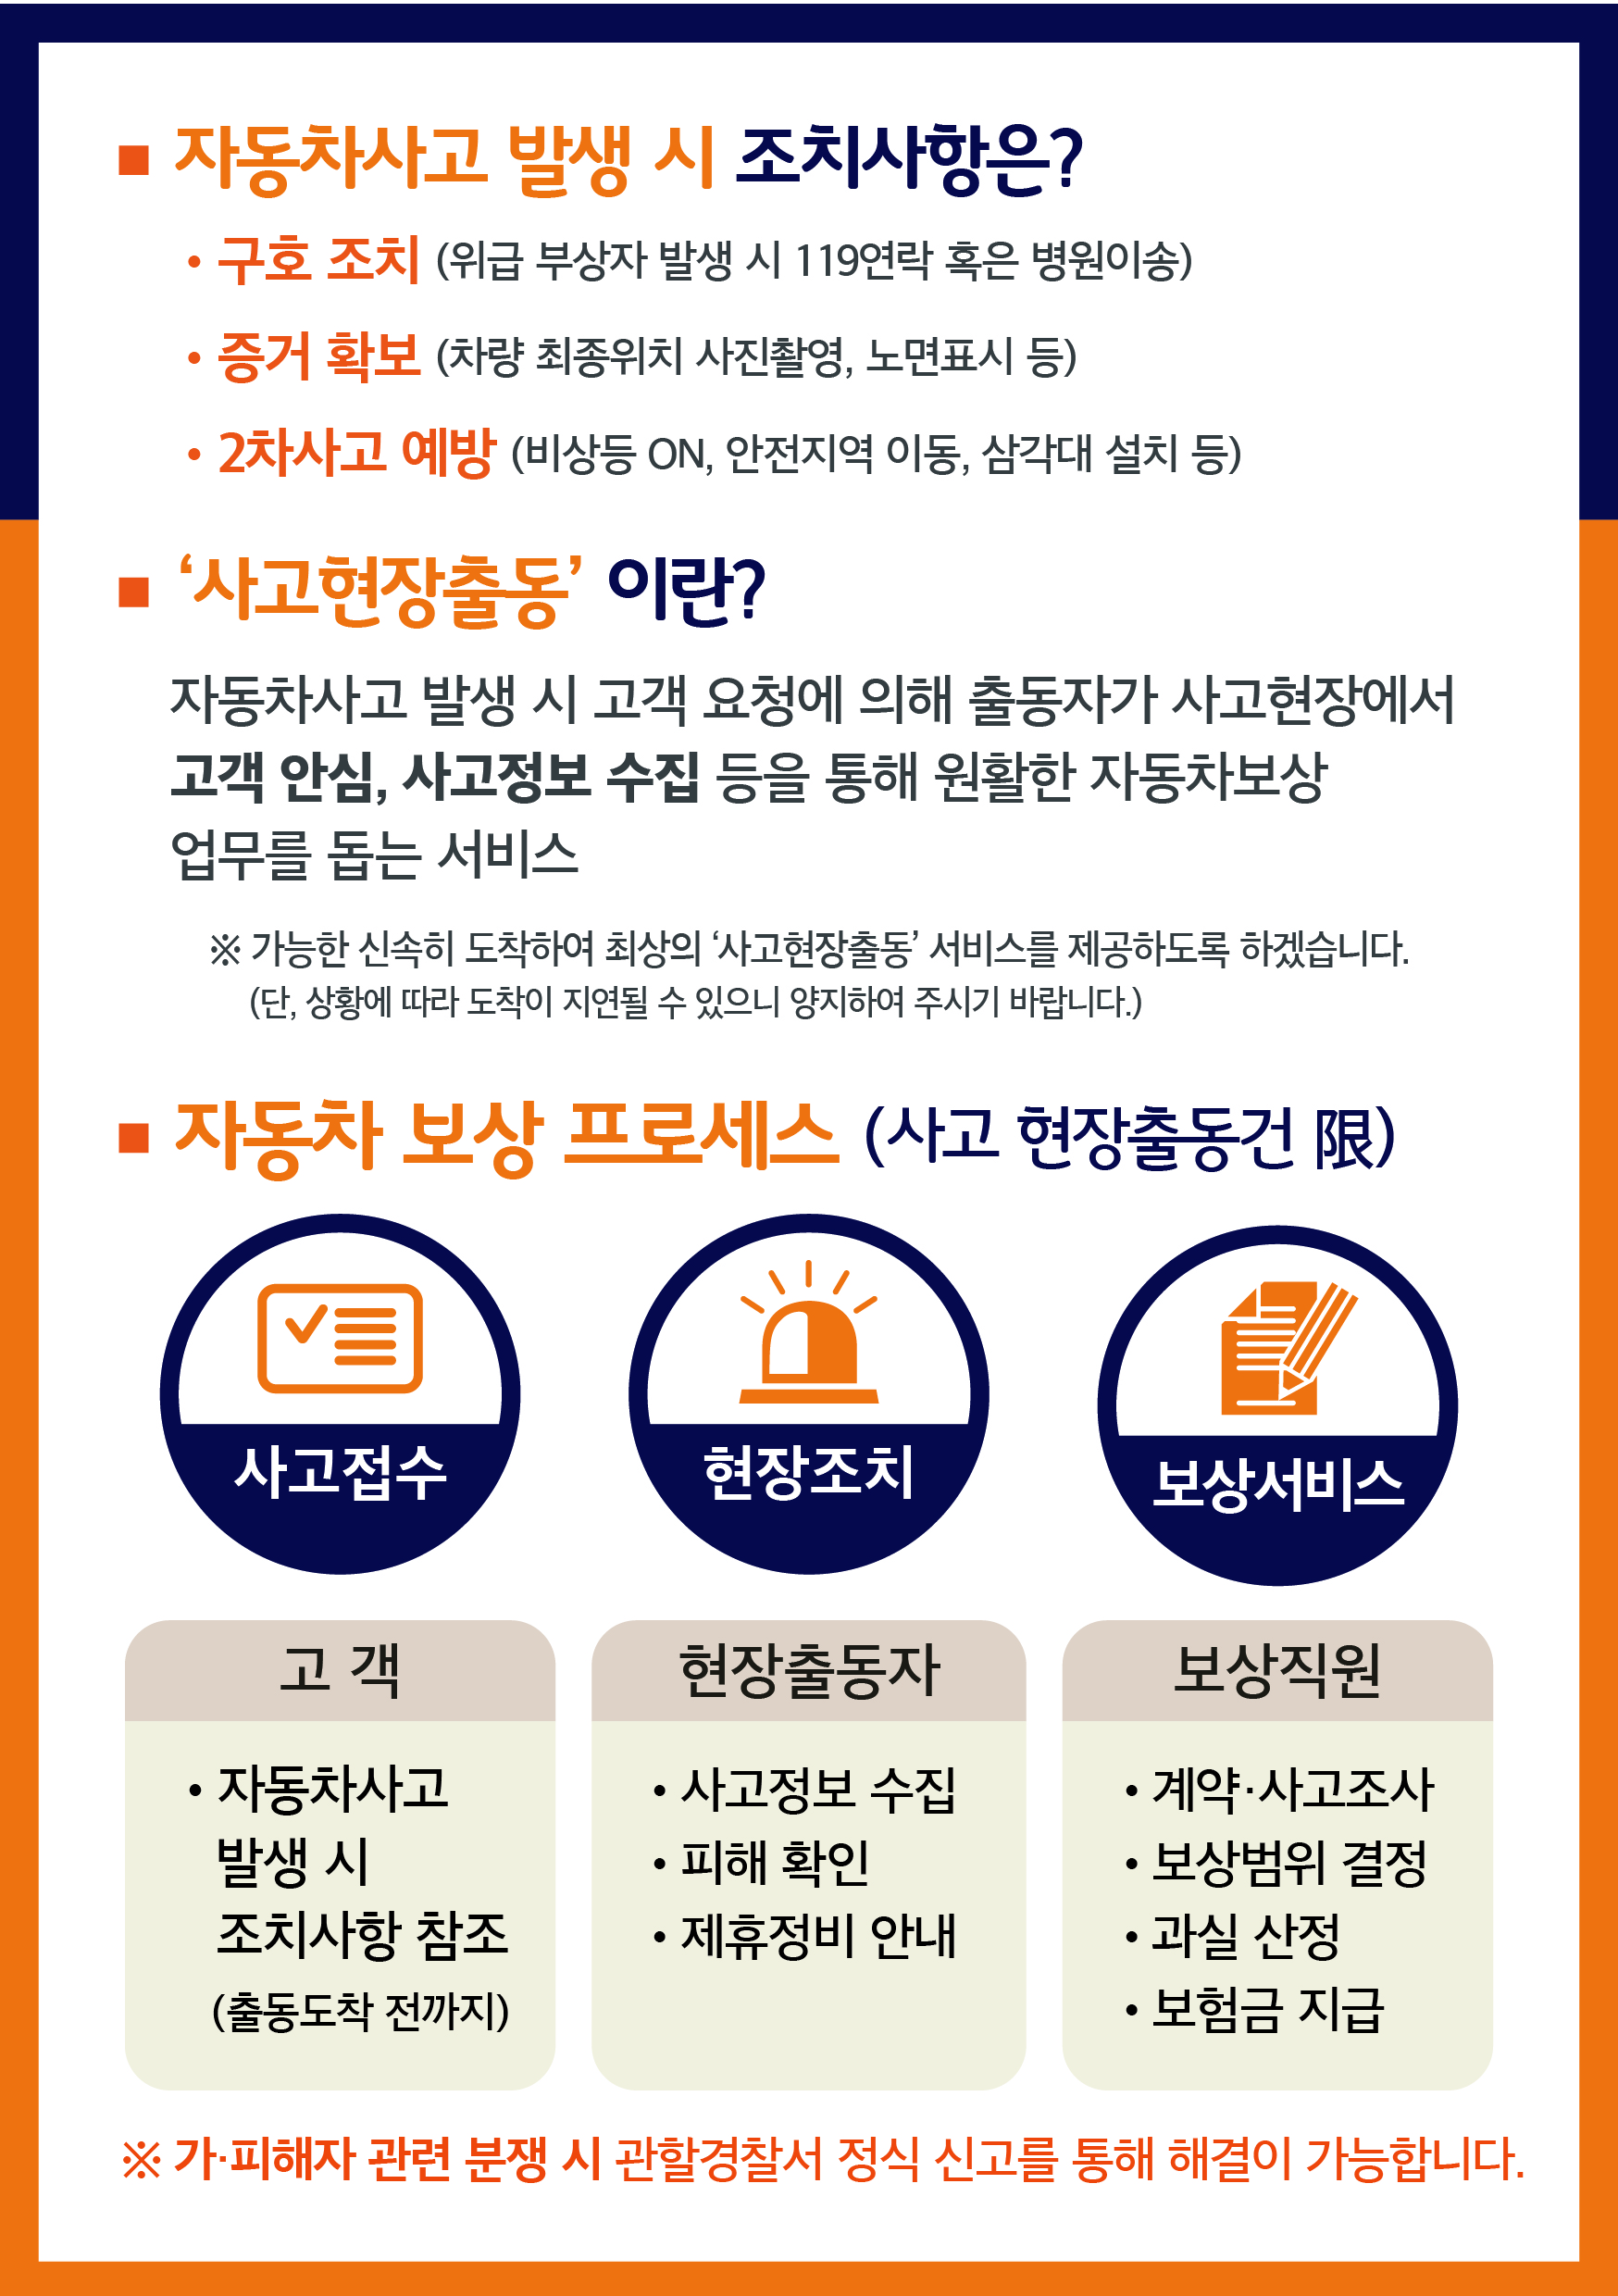 ■ 자동차사고 발생 시 조치사항은?
• 구호 조치 (위급 부상자 발생 시 119연락 혹은 병원이송)
• 증거 확보 (차량 최종위치 사진촬영, 노면표시 등)
• 2차사고 예방 (비상등 ON, 안전지역 이동, 삼각대 설치 등)
■ ‘사고현장출동’ 이란?
자동차사고 발생 시 고객 요청에 의해 출동자가 사고현장에서
고객 안심, 사고정보 수집 등을 통해 원활한 자동차보상
업무를 돕는 서비스
※ 가능한 신속히 도착하여 최상의 ‘사고현장출동’ 서비스를 제공하도록 하겠습니다.
(단, 상황에 따라 도착이 지연될 수 있으니 양지하여 주시기 바랍니다.)
■ 자동차 보상 프로세스 (사고 현장출동건 限)
사고접수
현장조치
보상서비스
고 객
• 자동차사고
발생 시
조치사항 참조
(출동도착 전까지)
현장출동자
• 사고정보 수집
• 피해 확인
• 제휴정비 안내
보상직원
• 계약·사고조사
• 보상범위 결정
• 과실 산정
• 보험금 지급
※ 가·피해자 관련 분쟁 시 관할경찰서 정식 신고를 통해 해결이 가능합니다.